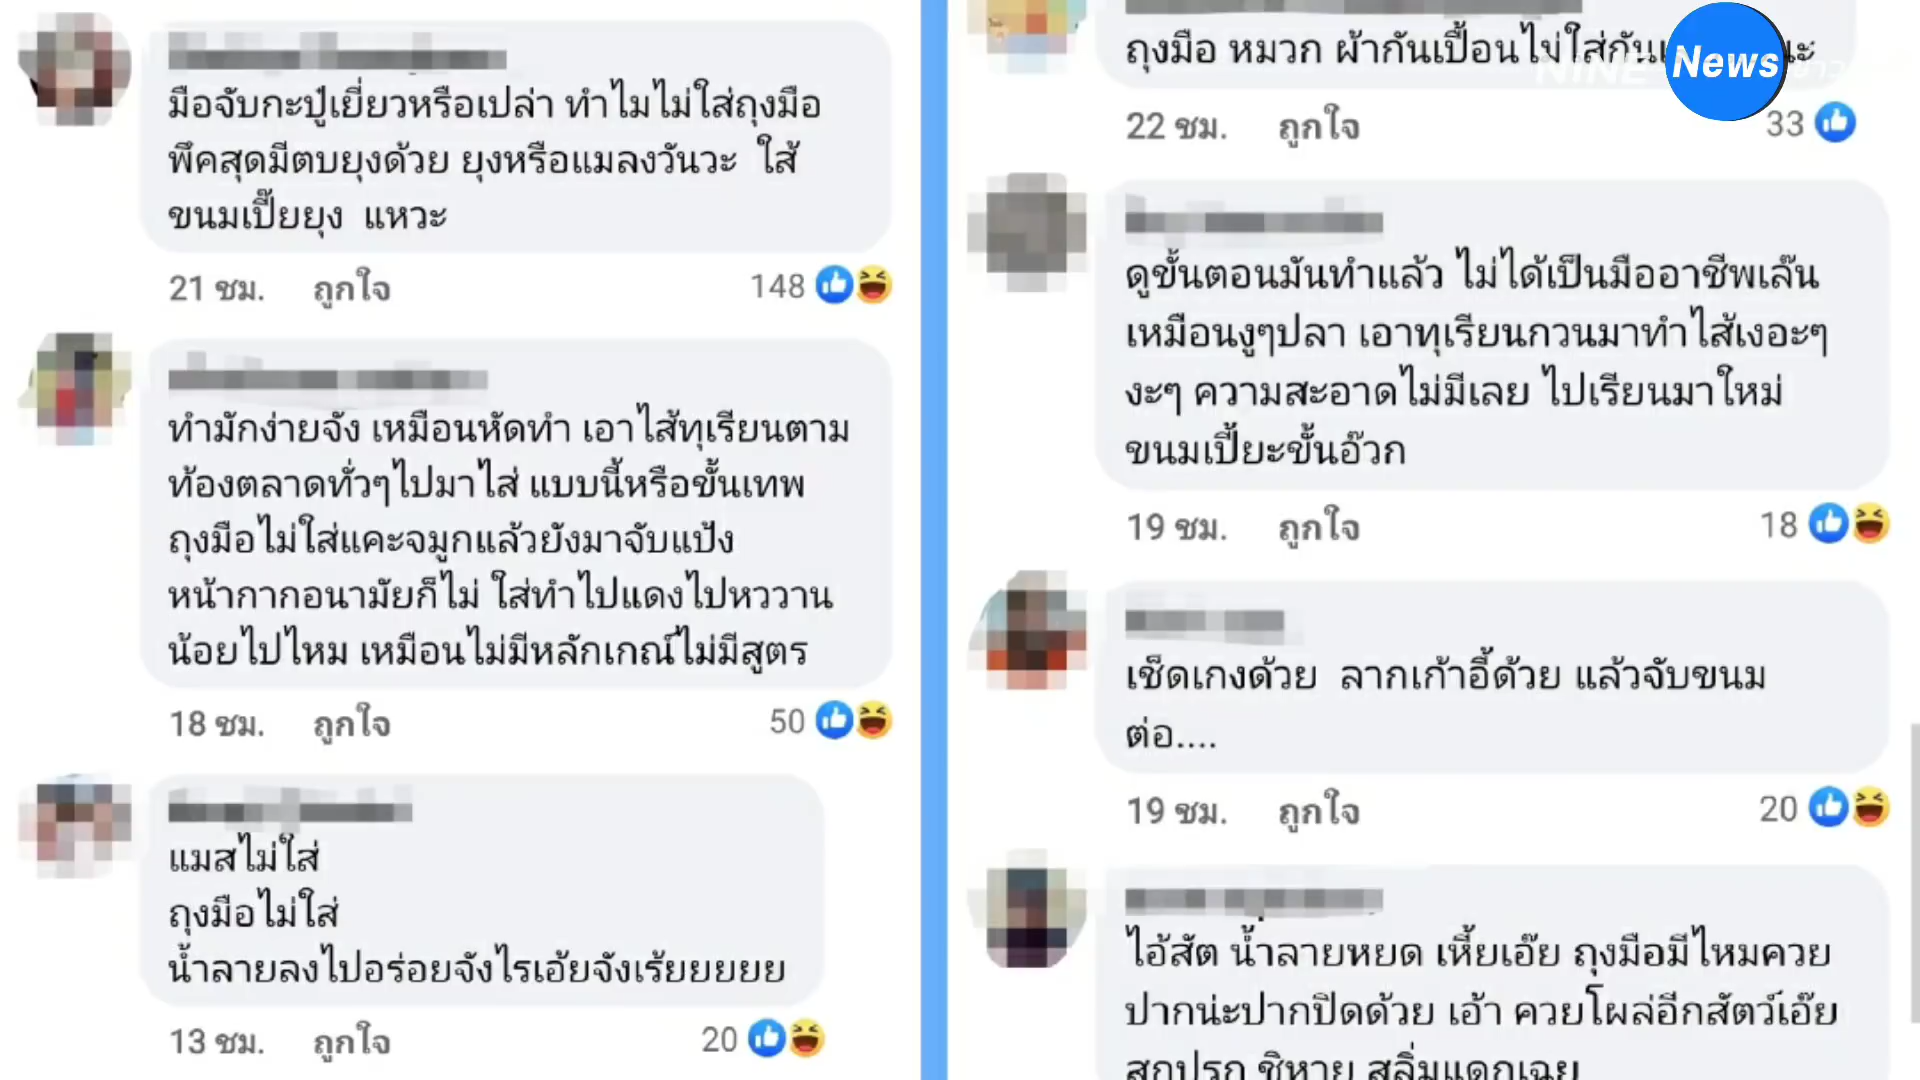 มือจับกะปู๋เยี่ยวหรือเปล่า ทำไมไม่ใส่ถุงมือ
พีคสุดมีตบยุงด้วย ยุงหรือแมลงวันวะ ใส้
ขนมเปี๊ยยุง แหวะ
21 ชม. ถูกใจ 148
ทำมักง่ายจัง เหมือนหัดทำ เอาไส้ทุเรียนตาม
ท้องตลาดทั่วๆไปมาใส่ แบบนี้หรือขั้นเทพ
ถุงมือไม่ใส่แคะจมูกแล้วยังมาจับแป้ง
หน้ากากอนามัยก็ไม่ ใส่ทำไปแดงไปหววาน
น้อยไปไหม เหมือนไม่มีหลักเกณ์ไม่มีสูตร
18 ชม. ถูกใจ 50
แมสไม่ใส่
ถุงมือไม่ใส่
น้ำลายลงไปอร่อยจังไรเอ้ยจังเร้ยยยยย
13 ชม. ถูกใจ 20
ถุงมือ หมวก ผ้ากันเปื้อนไม่ใส่กัน
NINE News
22 ชม. ถูกใจ 33
ดูขั้นตอนมันทำแล้ว ไม่ได้เป็นมืออาชีพเล๊น
เหมือนงูๆปลา เอาทุเรียนกวนมาทำไส้เงอะๆ
งะๆ ความสะอาดไม่มีเลย ไปเรียนมาใหม่
ขนมเปี้ยะขั้นอ๊วก
19 ชม. ถูกใจ 18
เช็ดเกงด้วย ลากเก้าอี้ด้วย แล้วจับขนม
ต่อ....
19 ชม. ถูกใจ 20
ไอ้สัต น้ำลายหยด เหี้ยเอ๊ย ถุงมือมีไหมควย
ปากน่ะปากปิดด้วย เอ้า ควยโผล่อีกสัตว์เอ๊ย
สกปรก ชิหาย สลิ่มแดกเฉย